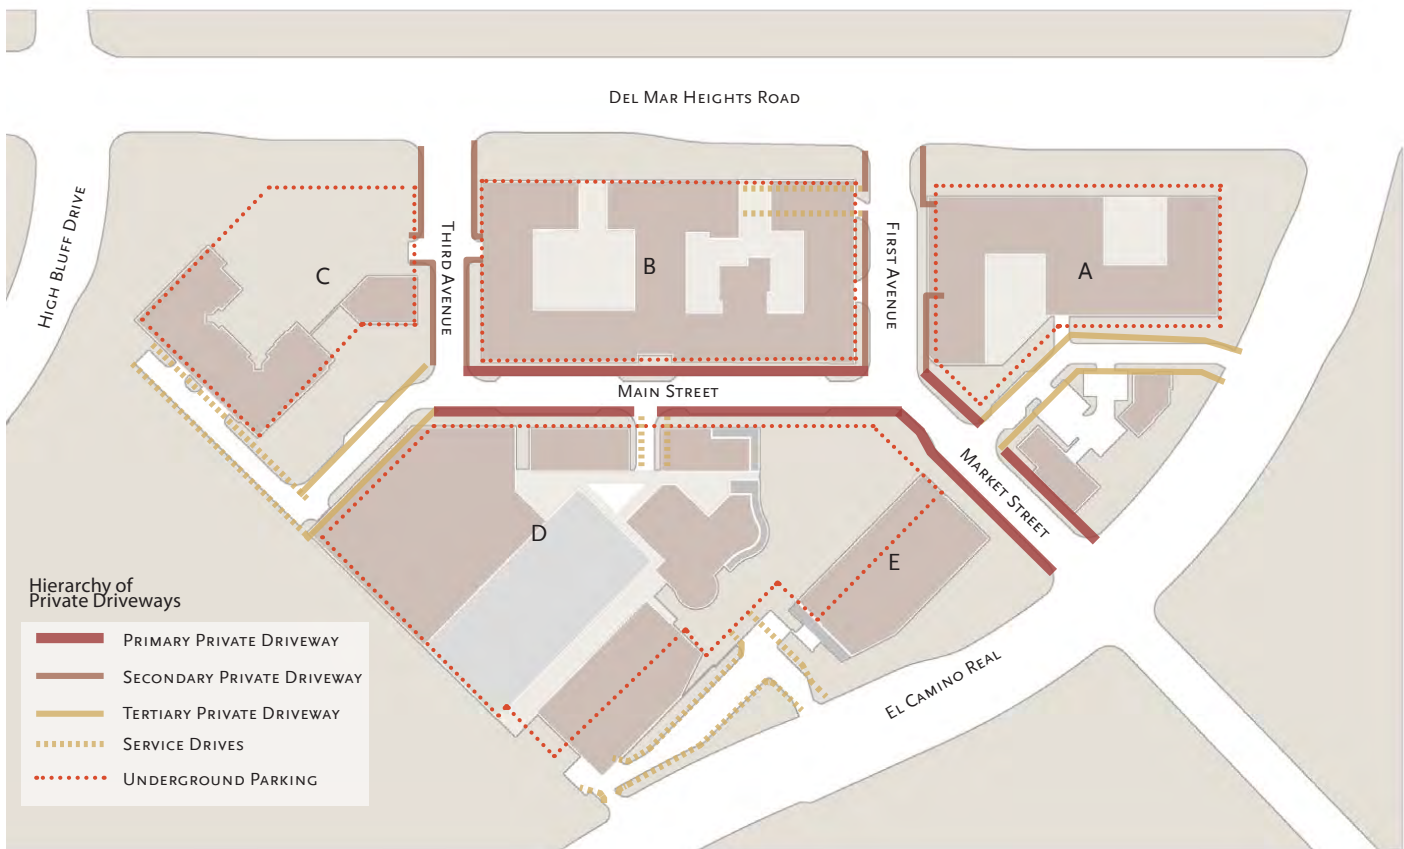 Del Mar Heights Road
High Bluff Drive
Third Avenue
First Avenue
C
B
A
Main Street
Market Street
D
E
El Camino Real
Hierarchy of
Private Driveways
Primary Private Driveway
Secondary Private Driveway
Tertiary Private Driveway
Service Drives
Underground Parking